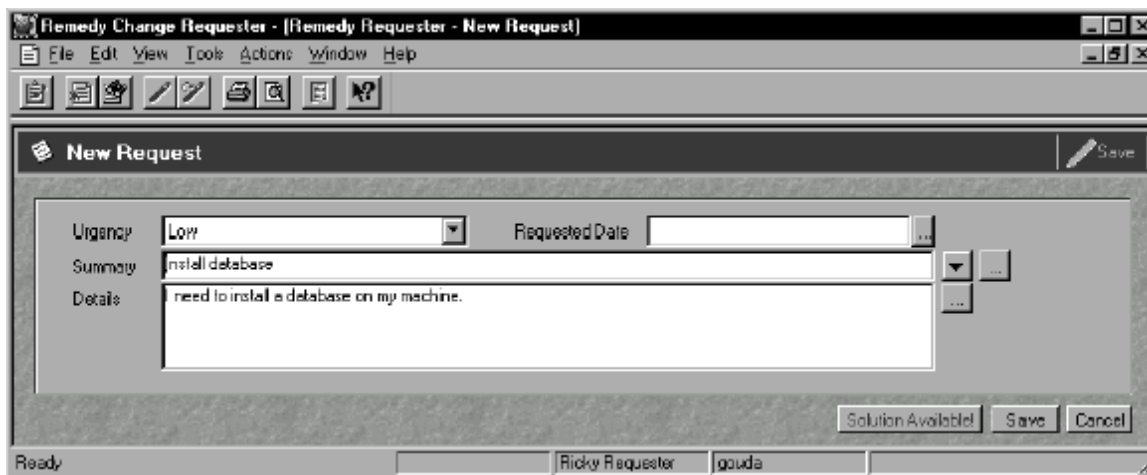 Remedy Change Requester - [Remedy Requester - New Request]
File Edit View Tools Actions Window Help
New Request
Save
Urgency Low Requested Date ...
Summary Install database ...
Details I need to install a database on my machine. ...
Solution Available! Save Cancel
Ready Ricky Requester gouda